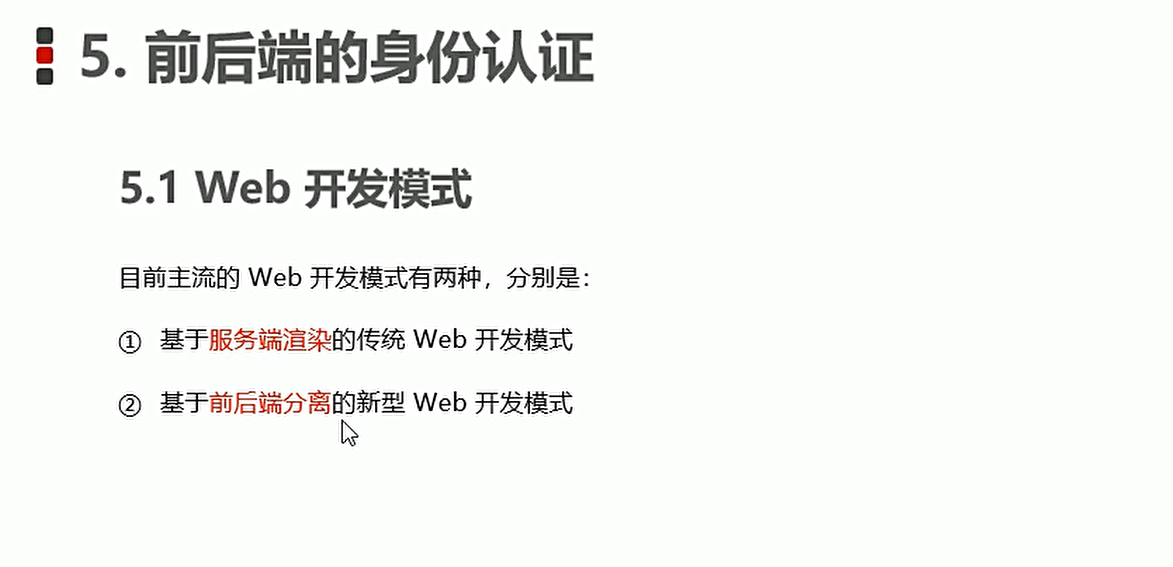 5. 前后端的身份认证
5.1 Web 开发模式
目前主流的 Web 开发模式有两种，分别是：
① 基于服务端渲染的传统 Web 开发模式
② 基于前后端分离的新型 Web 开发模式